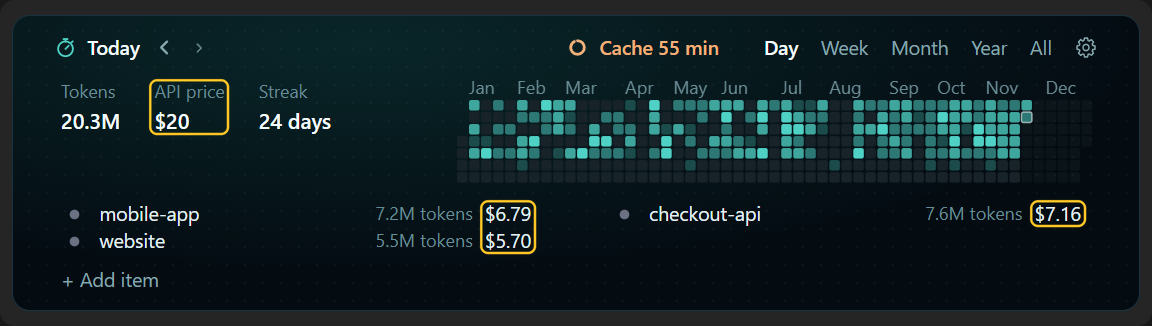 Today < >
Cache 55 min
Day Week Month Year All
Tokens API price Streak
20.3M $20 24 days
Jan Feb Mar Apr May Jun Jul Aug Sep Oct Nov Dec
mobile-app 7.2M tokens $6.79
website 5.5M tokens $5.70
checkout-api 7.6M tokens $7.16
+ Add item